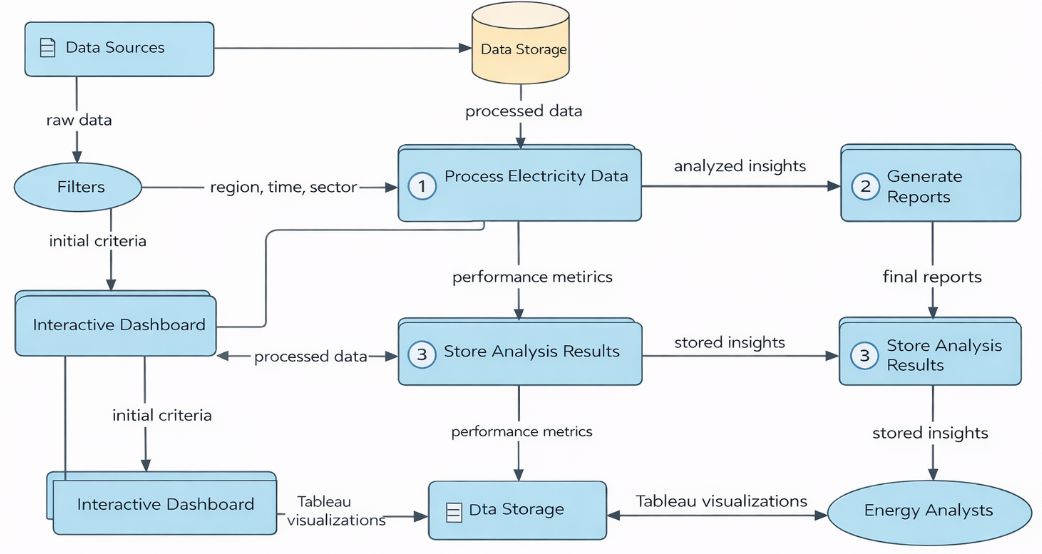 Data Sources
Data Storage
raw data
processed data
Filters
region, time, sector
1
Process Electricity Data
analyzed insights
2
Generate
Reports
initial criteria
performance metirics
final reports
Interactive Dashboard
processed data
3
Store Analysis Results
stored insights
3
Store Analysis
Results
initial criteria
performance metrics
stored insights
Interactive Dashboard
Tableau
visualizations
Dta Storage
Tableau visualizations
Energy Analysts